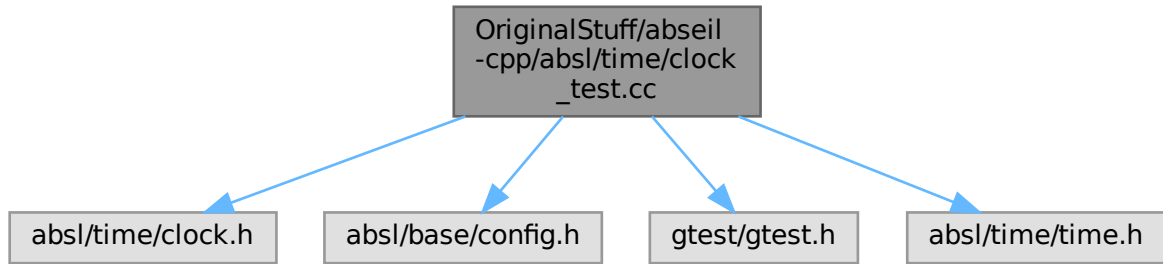 OriginalStuff/abseil
-cpp/absl/time/clock
_test.cc
absl/time/clock.h
absl/base/config.h
gtest/gtest.h
absl/time/time.h